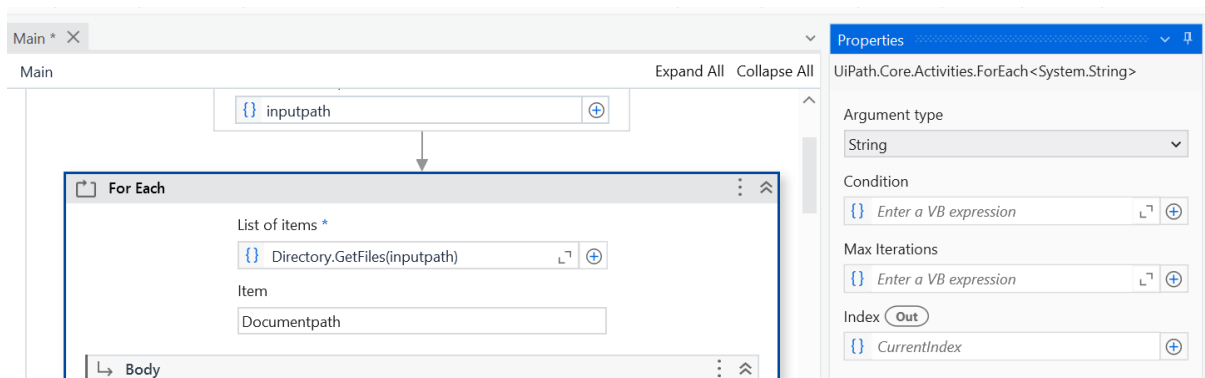 Main *
Main
Expand All Collapse All
{} inputpath
For Each
List of items *
{} Directory.GetFiles(inputpath)
Item
Documentpath
Body
Properties
UiPath.Core.Activities.ForEach<System.String>
Argument type
String
Condition
{} Enter a VB expression
Max Iterations
{} Enter a VB expression
Index Out
{} CurrentIndex